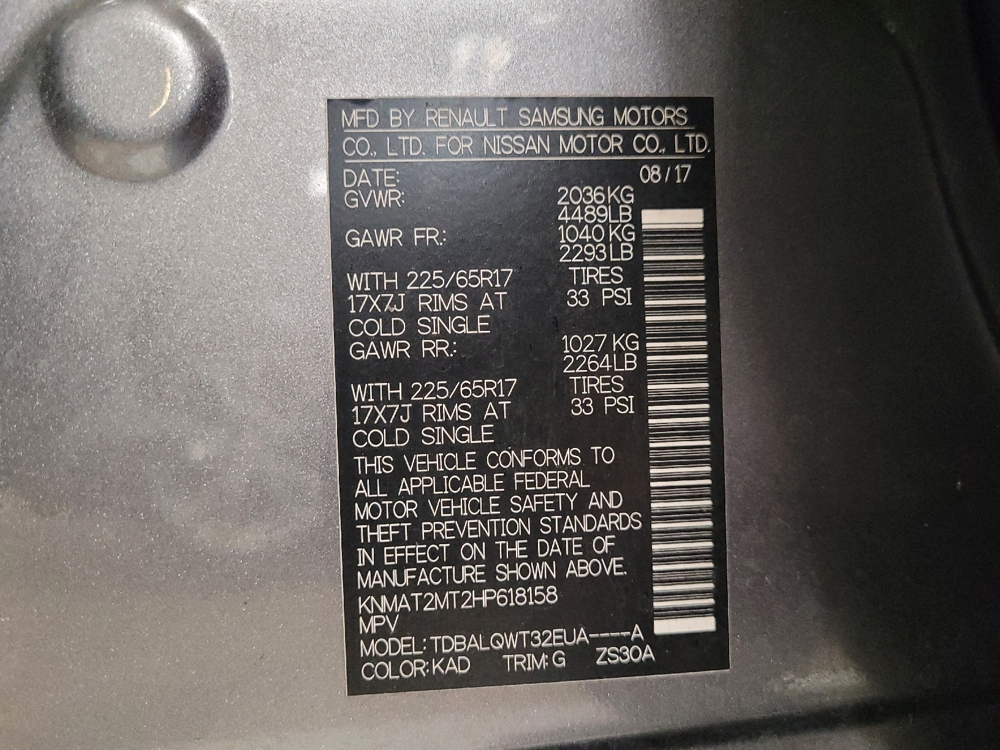 MFD BY RENAULT SAMSUNG MOTORS
CO., LTD. FOR NISSAN MOTOR CO., LTD.
DATE: 08/17
GVWR: 2036KG
4489LB
GAWR FR.: 1040KG
2293LB
WITH 225/65R17 TIRES
17X7J RIMS AT 33 PSI
COLD SINGLE
GAWR RR.: 1027 KG
2264LB
WITH 225/65R17 TIRES
17X7J RIMS AT 33 PSI
COLD SINGLE
THIS VEHICLE CONFORMS TO
ALL APPLICABLE FEDERAL
MOTOR VEHICLE SAFETY AND
THEFT PREVENTION STANDARDS
IN EFFECT ON THE DATE OF
MANUFACTURE SHOWN ABOVE.
KNMAT2MT2HP618158
MPV
MODEL: TDBALQWT32EUA----A
COLOR: KAD TRIM: G ZS30A